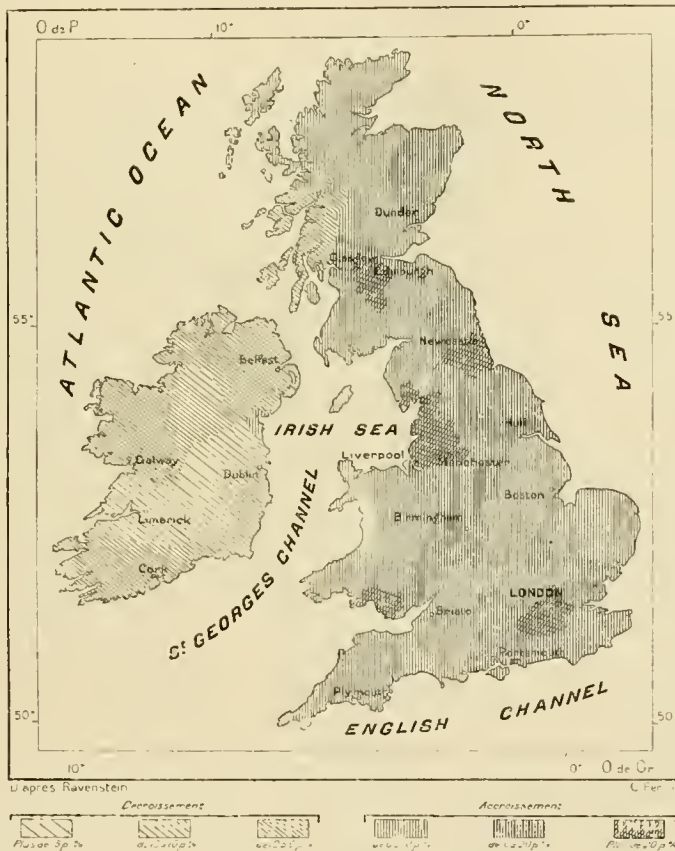 O de P 10° 0°
ATLANTIC OCEAN
NORTH
SEA
Dundee
Glasgow
Edinburgh
55° 55
Newcastle
Belfast
IRISH SEA
Hull
Liverpool
Manchester
Galway
Dublin
Boston
Limerick
Birmingham
Cork
ST GEORGES CHANNEL
LONDON
Bristol
Portsmouth
Plymouth
50° 50
ENGLISH CHANNEL
10° 0° O de Gr
D'après Ravenstein
Décroissement Accroissement